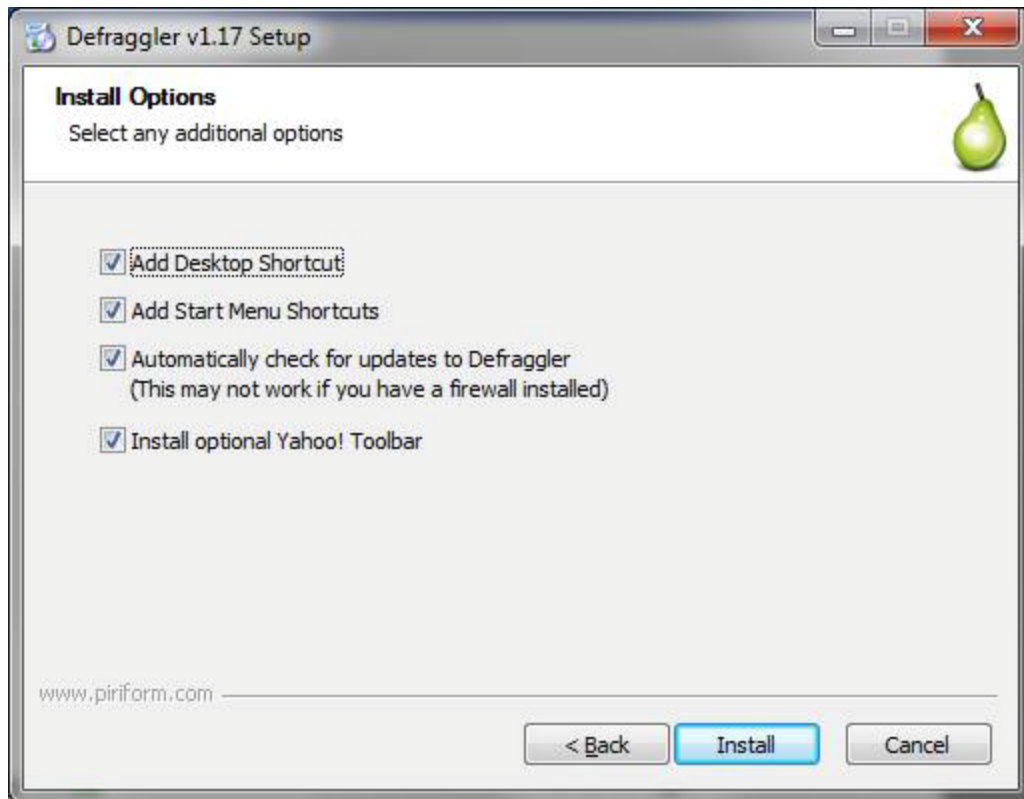 Defraggler v1.17 Setup
Install Options
Select any additional options
Add Desktop Shortcut
Add Start Menu Shortcuts
Automatically check for updates to Defraggler
(This may not work if you have a firewall installed)
Install optional Yahoo! Toolbar
www.piriform.com
< Back Install Cancel